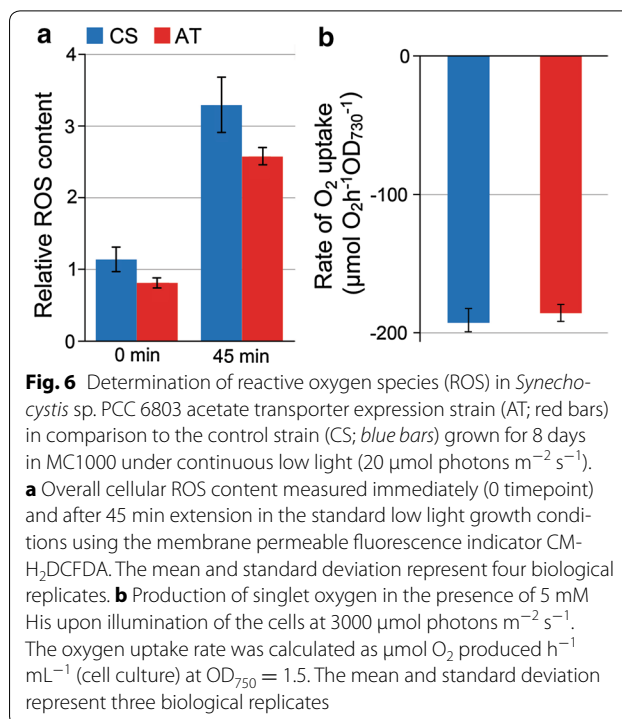 a CS AT b
4
3
2
1
0
Relative ROS content
0 min 45 min
0
-100
-200
Rate of O₂ uptake
(µmol O₂h⁻¹OD₇₃₀⁻¹)
Fig. 6 Determination of reactive oxygen species (ROS) in Synecho-
cystis sp. PCC 6803 acetate transporter expression strain (AT; red bars)
in comparison to the control strain (CS; blue bars) grown for 8 days
in MC1000 under continuous low light (20 µmol photons m⁻² s⁻¹).
a Overall cellular ROS content measured immediately (0 timepoint)
and after 45 min extension in the standard low light growth condi-
tions using the membrane permeable fluorescence indicator CM-
H₂DCFDA. The mean and standard deviation represent four biological
replicates. b Production of singlet oxygen in the presence of 5 mM
His upon illumination of the cells at 3000 µmol photons m⁻² s⁻¹.
The oxygen uptake rate was calculated as µmol O₂ produced h⁻¹
mL⁻¹ (cell culture) at OD₇₅₀ = 1.5. The mean and standard deviation
represent three biological replicates